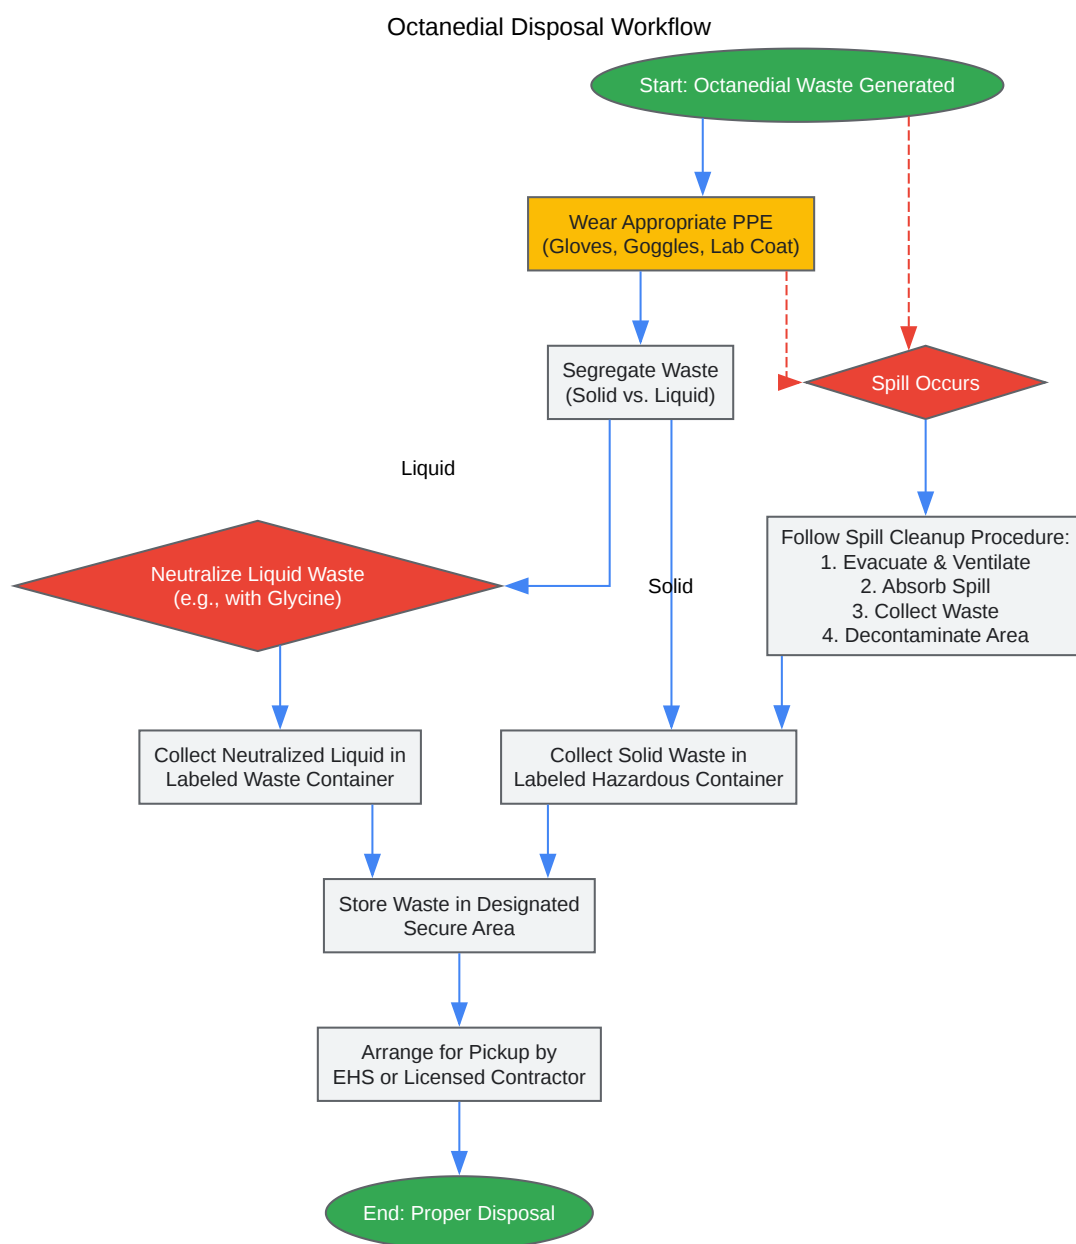 Octanedial Disposal Workflow
Start: Octanedial Waste Generated
Wear Appropriate PPE
(Gloves, Goggles, Lab Coat)
Segregate Waste
(Solid vs. Liquid)
Spill Occurs
Liquid
Neutralize Liquid Waste
(e.g., with Glycine)
Solid
Follow Spill Cleanup Procedure:
1. Evacuate & Ventilate
2. Absorb Spill
3. Collect Waste
4. Decontaminate Area
Collect Neutralized Liquid in
Labeled Waste Container
Collect Solid Waste in
Labeled Hazardous Container
Store Waste in Designated
Secure Area
Arrange for Pickup by
EHS or Licensed Contractor
End: Proper Disposal